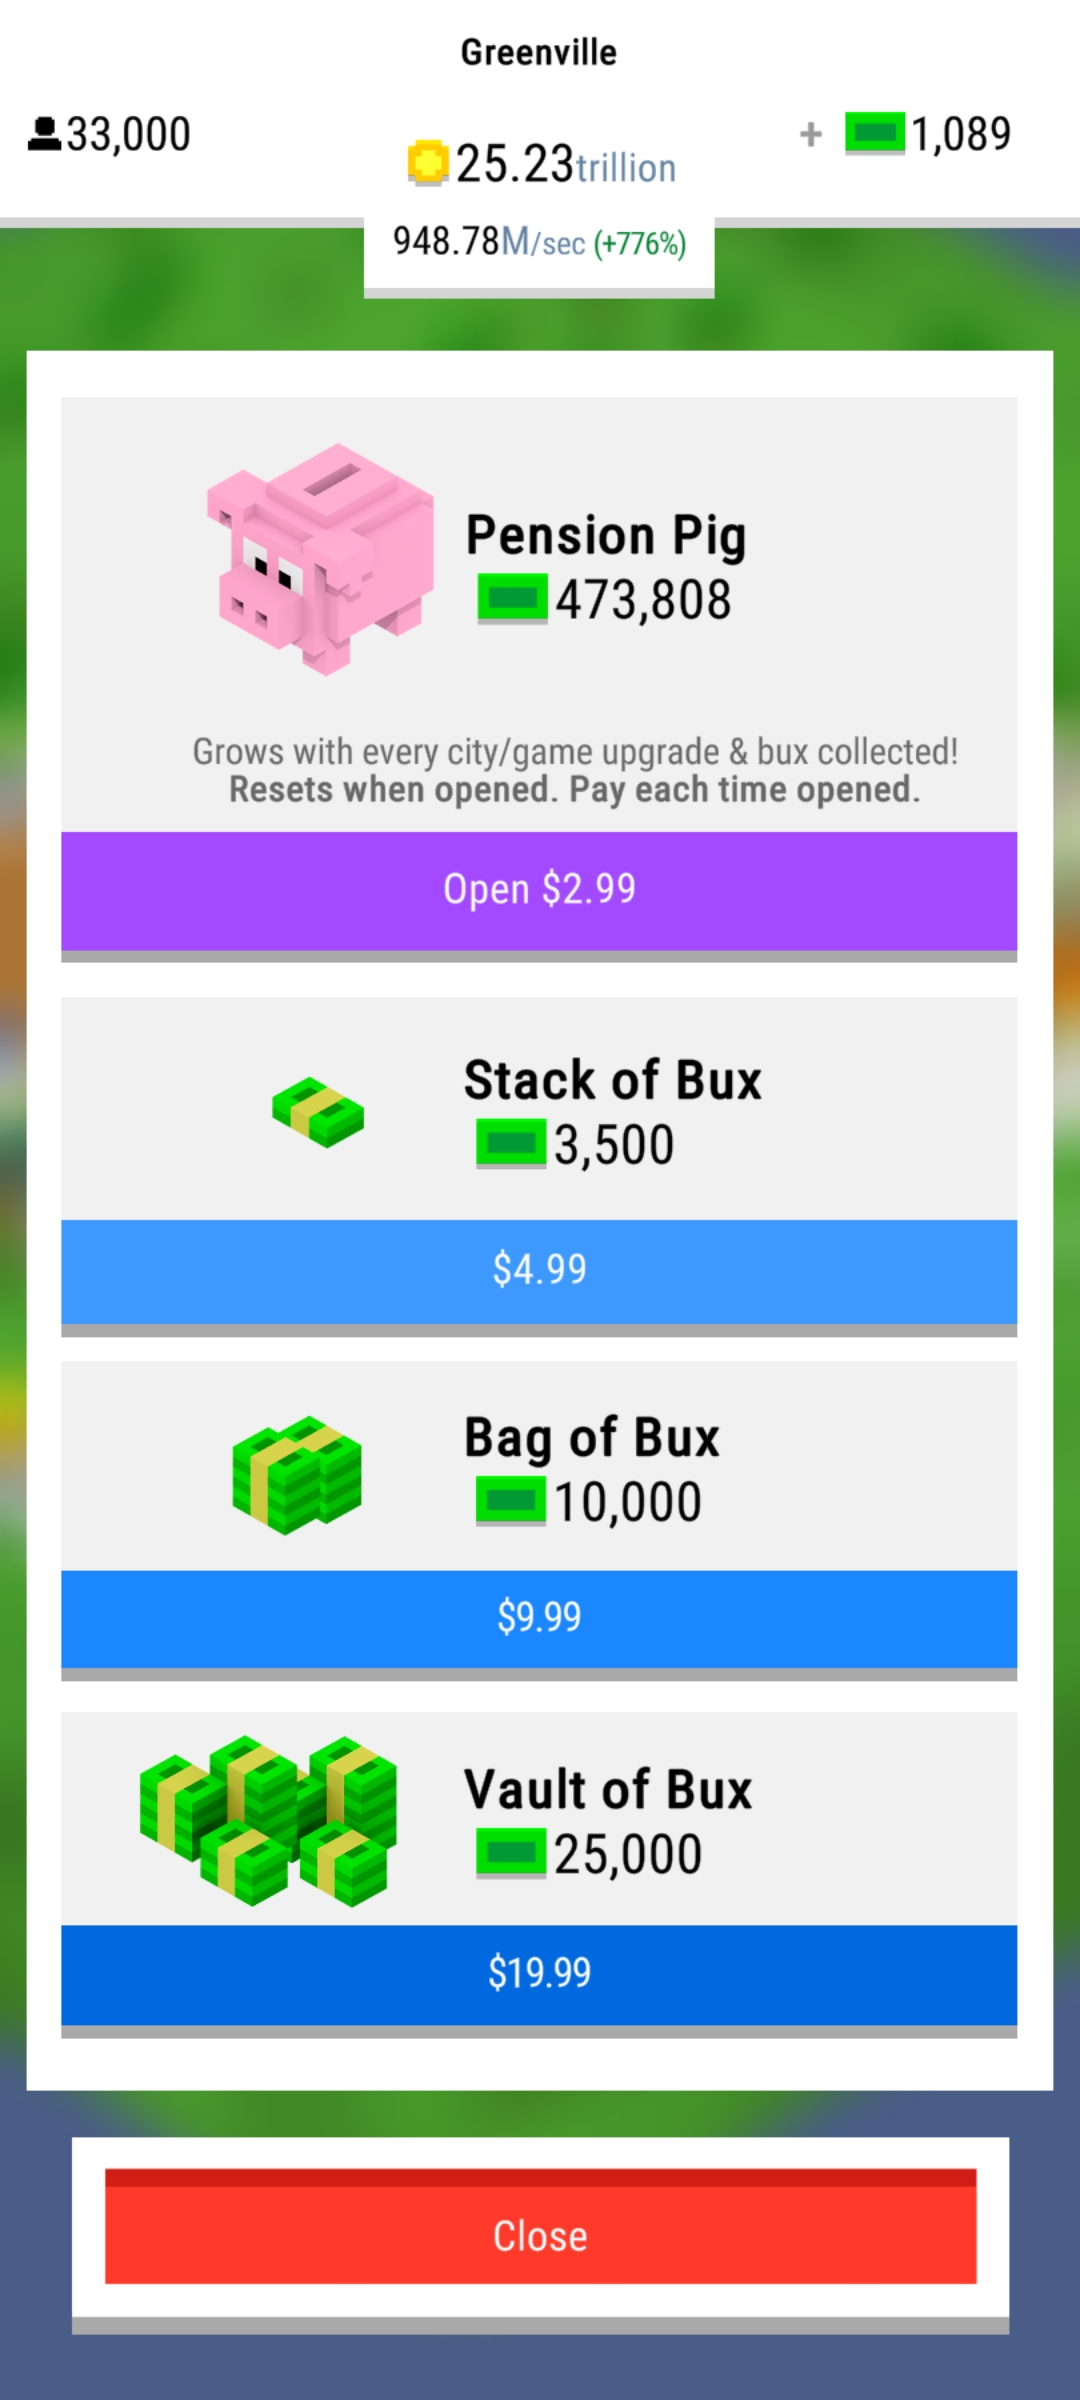 Greenville
33,000
25.23trillion
+ 1,089
948.78M/sec (+776%)
Pension Pig
473,808
Grows with every city/game upgrade & bux collected!
Resets when opened. Pay each time opened.
Open $2.99
Stack of Bux
3,500
$4.99
Bag of Bux
10,000
$9.99
Vault of Bux
25,000
$19.99
Close